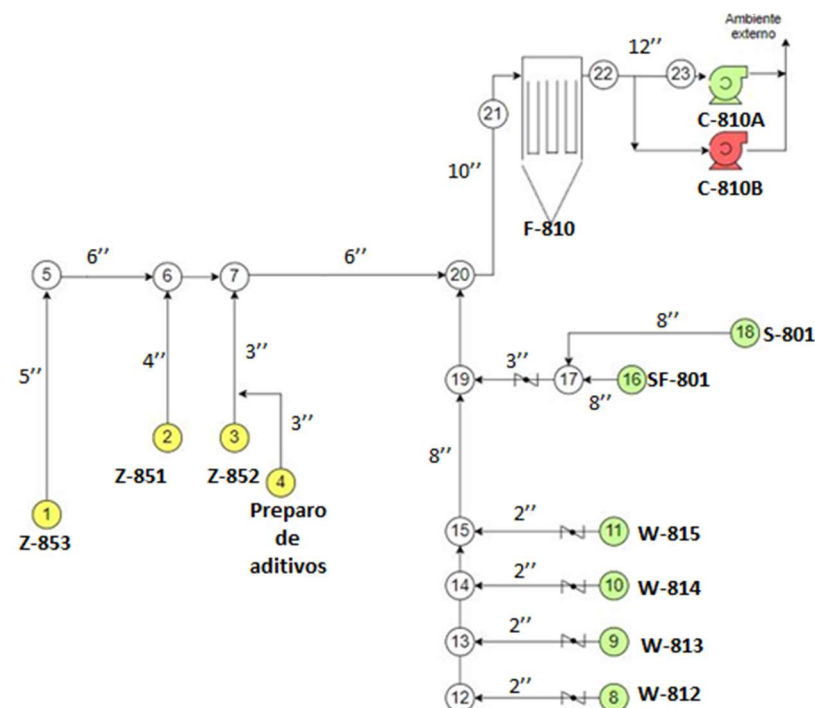 Ambiente
externo
12’’
22
23
C-810A
21
C-810B
10’’
F-810
6’’
6’’
5
6
7
20
8’’
18
S-801
5’’
4’’
3’’
3’’
19
17
16
SF-801
8’’
3’’
2
3
8’’
Z-851
Z-852
4
1
Preparo
de
aditivos
Z-853
2’’
15
11
W-815
2’’
14
10
W-814
2’’
13
9
W-813
2’’
12
8
W-812